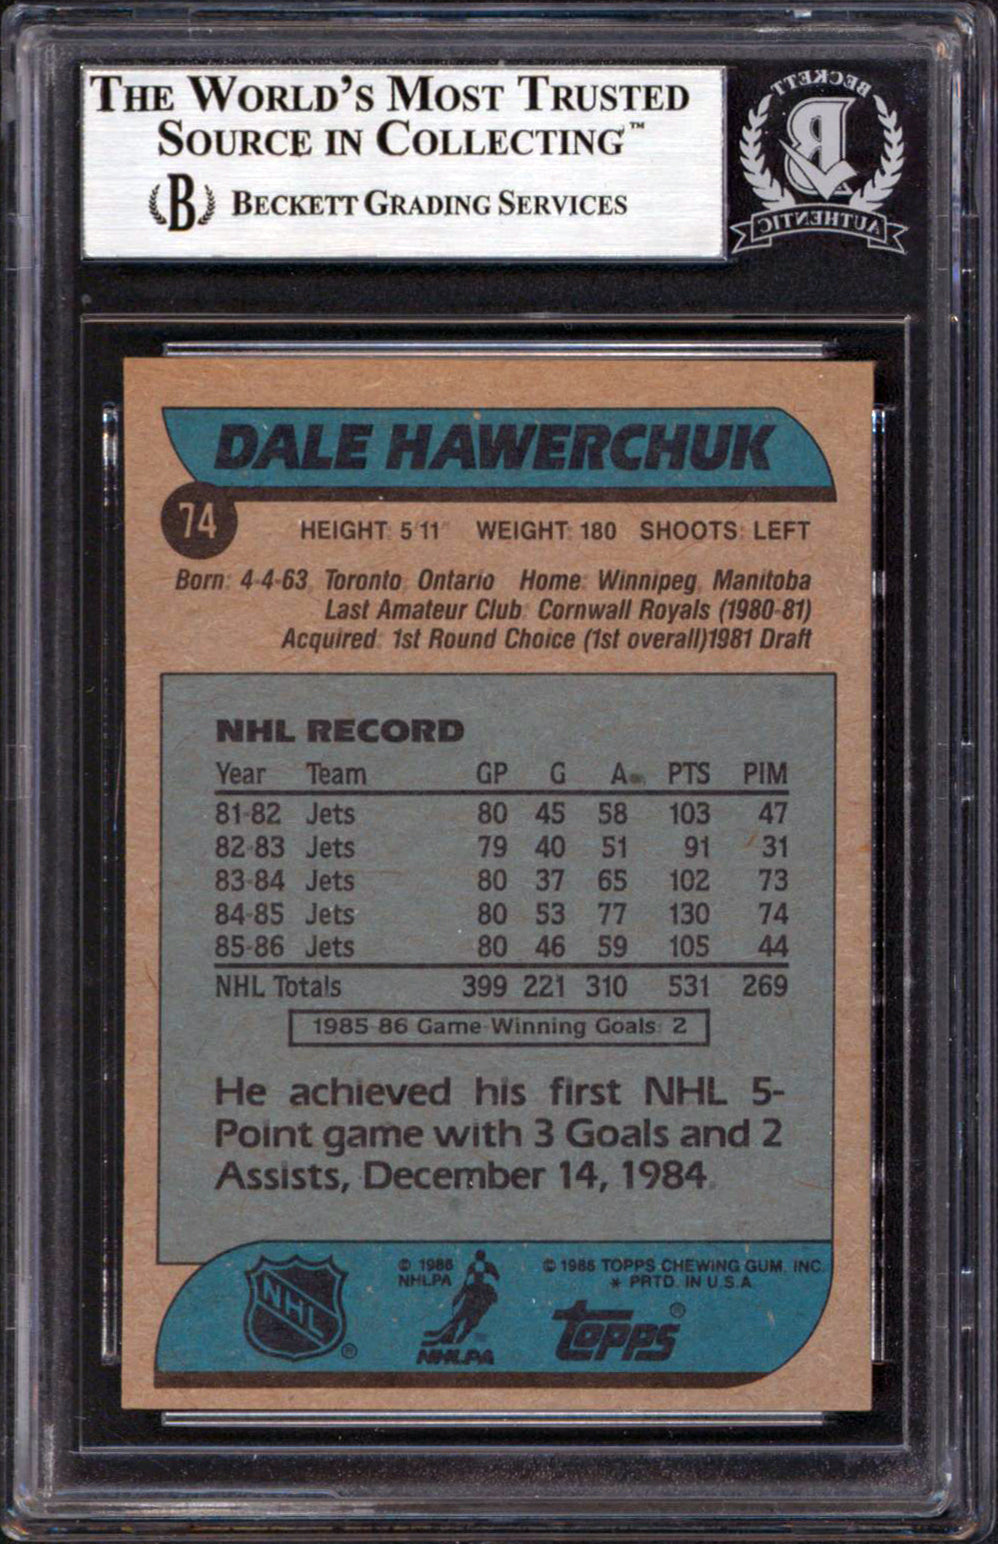 THE WORLD'S MOST TRUSTED
SOURCE IN COLLECTING™
B BECKETT GRADING SERVICES
BECKETT
B
AUTHENTIC
DALE HAWERCHUK
74
HEIGHT: 5'11" WEIGHT: 180 SHOOTS: LEFT
Born: 4-4-63, Toronto, Ontario Home: Winnipeg, Manitoba
Last Amateur Club: Cornwall Royals (1980-81)
Acquired: 1st Round Choice (1st overall)1981 Draft
NHL RECORD
Year Team GP G A PTS PIM
81-82 Jets 80 45 58 103 47
82-83 Jets 79 40 51 91 31
83-84 Jets 80 37 65 102 73
84-85 Jets 80 53 77 130 74
85-86 Jets 80 46 59 105 44
NHL Totals 399 221 310 531 269
1985-86 Game-Winning Goals: 2
He achieved his first NHL 5-
Point game with 3 Goals and 2
Assists, December 14, 1984.
NHL ®
© 1986
NHLPA
NHLPA
© 1986 TOPPS CHEWING GUM, INC.
* PRTD. IN U.S.A.
topps®